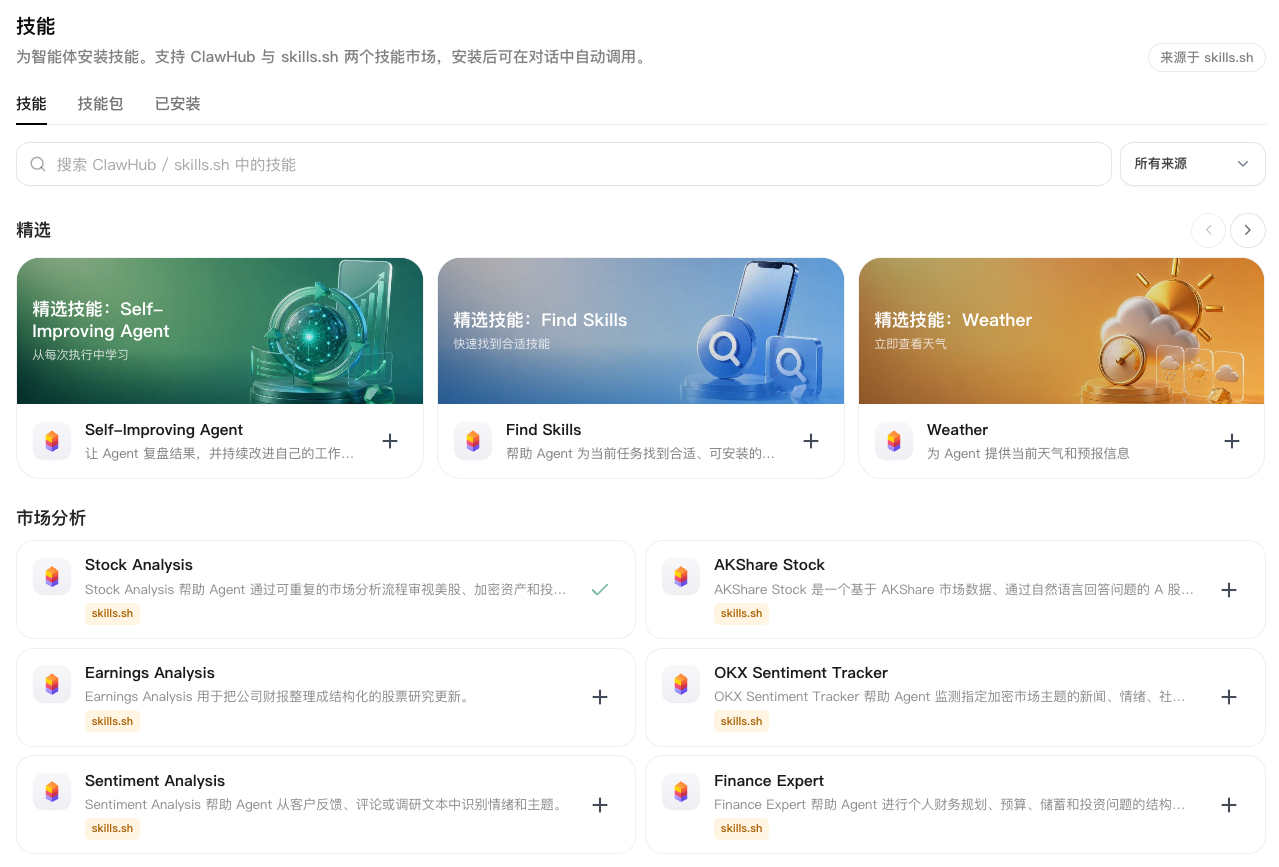 技能
为智能体安装技能。支持 ClawHub 与 skills.sh 两个技能市场，安装后可在对话中自动调用。
来源于 skills.sh
技能
技能包
已安装
搜索 ClawHub / skills.sh 中的技能
所有来源
精选
精选技能：Self-
Improving Agent
从每次执行中学习
精选技能：Find Skills
快速找到合适技能
精选技能：Weather
立即查看天气
Self-Improving Agent
让 Agent 复盘结果，并持续改进自己的工作…
Find Skills
帮助 Agent 为当前任务找到合适、可安装的…
Weather
为 Agent 提供当前天气和预报信息
市场分析
Stock Analysis
Stock Analysis 帮助 Agent 通过可重复的市场分析流程审视美股、加密资产和投…
skills.sh
AKShare Stock
AKShare Stock 是一个基于 AKShare 市场数据、通过自然语言回答问题的 A 股…
skills.sh
Earnings Analysis
Earnings Analysis 用于把公司财报整理成结构化的股票研究更新。
skills.sh
OKX Sentiment Tracker
OKX Sentiment Tracker 帮助 Agent 监测指定加密市场主题的新闻、情绪、社…
skills.sh
Sentiment Analysis
Sentiment Analysis 帮助 Agent 从客户反馈、评论或调研文本中识别情绪和主题。
skills.sh
Finance Expert
Finance Expert 帮助 Agent 进行个人财务规划、预算、储蓄和投资问题的结构…
skills.sh